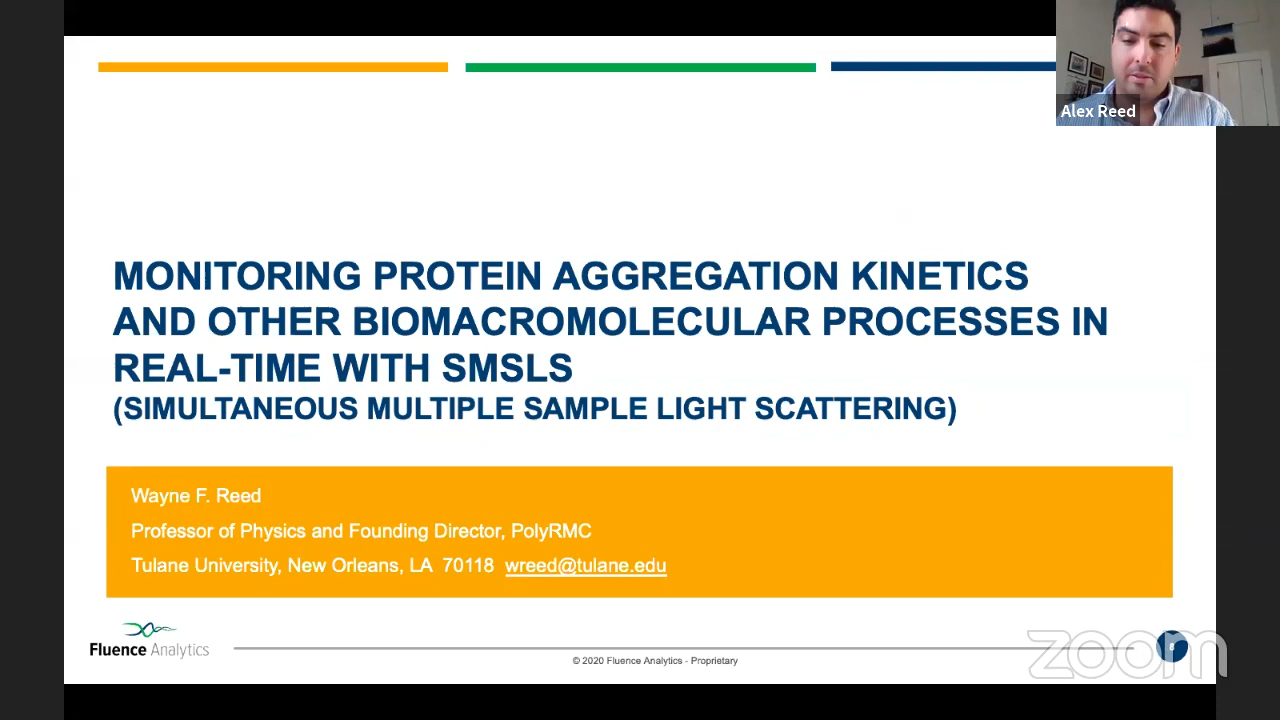 Alex Reed
MONITORING PROTEIN AGGREGATION KINETICS
AND OTHER BIOMACROMOLECULAR PROCESSES IN
REAL-TIME WITH SMSLS
(SIMULTANEOUS MULTIPLE SAMPLE LIGHT SCATTERING)
Wayne F. Reed
Professor of Physics and Founding Director, PolyRMC
Tulane University, New Orleans, LA 70118 wreed@tulane.edu
Fluence Analytics
© 2020 Fluence Analytics - Proprietary
zoom
8